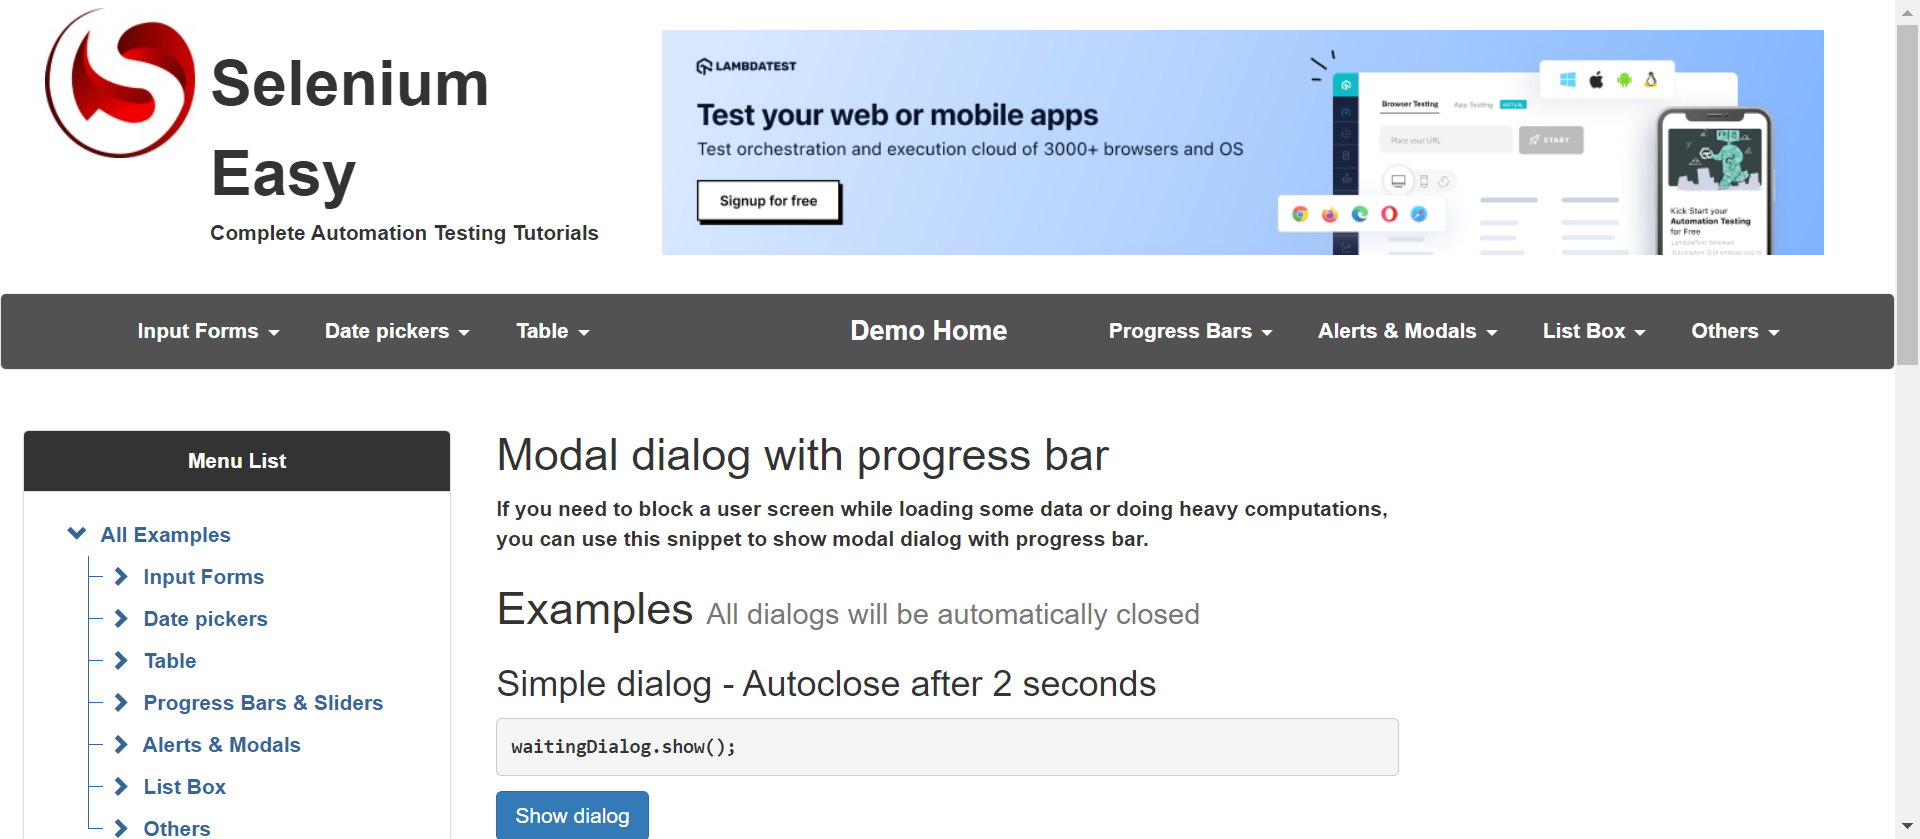 Selenium
Easy
Complete Automation Testing Tutorials
LAMBDATEST
Test your web or mobile apps
Test orchestration and execution cloud of 3000+ browsers and OS
Signup for free
Browser Testing App Testing VIRTUAL
Place your URL START
Kick Start your
Automation Testing
for Free
LambdaTest Selenium
Input Forms Date pickers Table Demo Home Progress Bars Alerts & Modals List Box Others
Menu List
All Examples
Input Forms
Date pickers
Table
Progress Bars & Sliders
Alerts & Modals
List Box
Others
Modal dialog with progress bar
If you need to block a user screen while loading some data or doing heavy computations,
you can use this snippet to show modal dialog with progress bar.
Examples All dialogs will be automatically closed
Simple dialog - Autoclose after 2 seconds
waitingDialog.show();
Show dialog